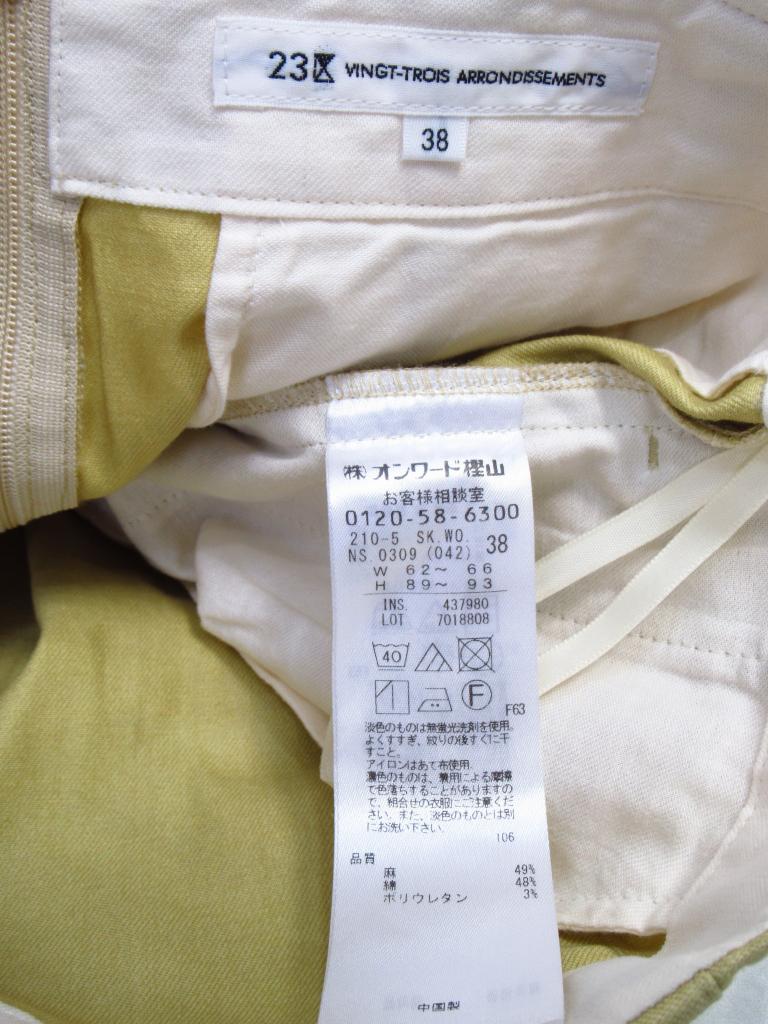 23区 VINGT-TROIS ARRONDISSEMENTS
38
㈱オンワード樫山
お客様相談室
0120-58-6300
210-5 SK.WO.
NS.0309 (042) 38
W 62～ 66
H 89～ 93
INS. 437980
LOT 7018808
40
F
F63
淡色のものは無蛍光洗剤を使用。
よくすすぎ、絞りの後すぐに干
すこと。
アイロンはあて布使用.
濃色のものは、着用による摩擦
で色落ちすることがありますの
で、組合せの衣服にご注意くだ
さい。また、淡色のものとは別
にお洗い下さい.
106
品質
麻 49%
綿 48%
ポリウレタン 3%
中国製